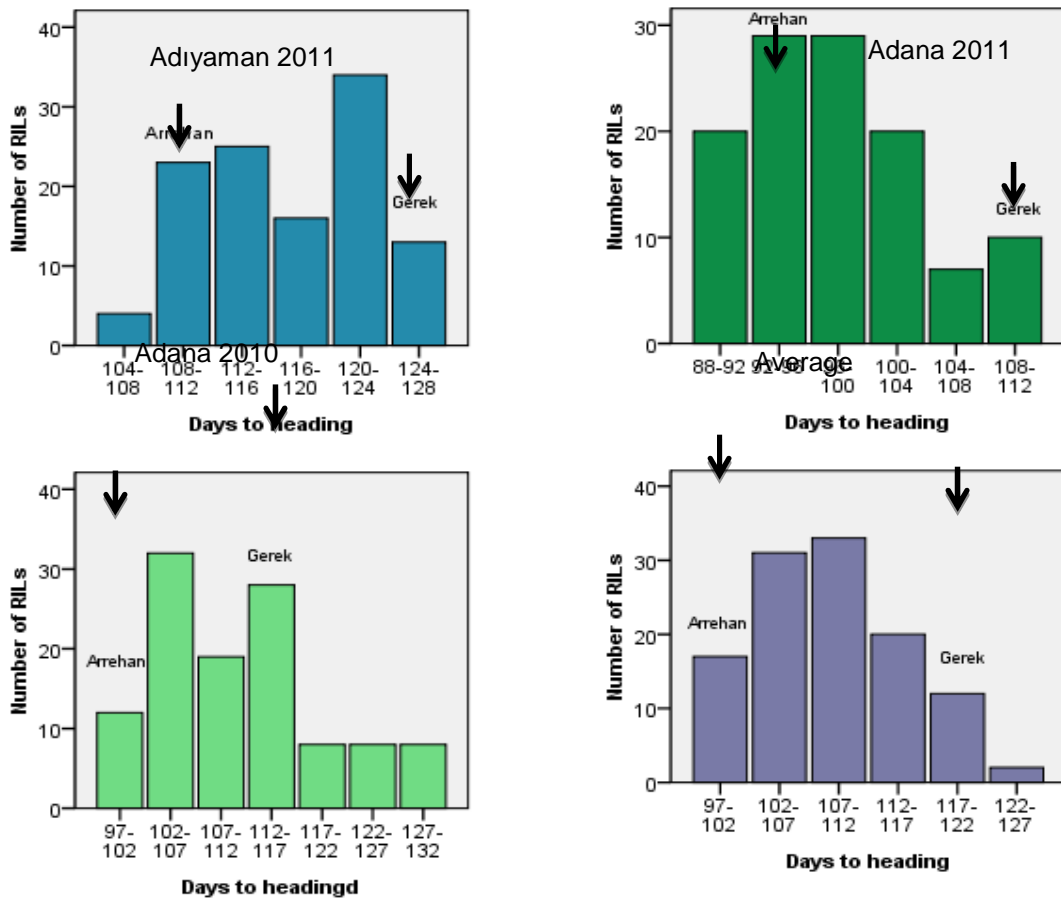 Adıyaman 2011
Number of RILs
40
30
20
10
0
Arrehan
Gerek
104-108
108-112
112-116
116-120
120-124
124-128
Days to heading
Adana 2011
Number of RILs
30
20
10
0
Arrehan
Gerek
88-92
92-96
100
100-104
104-108
108-112
Days to heading
Adana 2010
Number of RILs
40
30
20
10
0
Arrehan
Gerek
97-102
102-107
107-112
112-117
117-122
122-127
127-132
Days to headingd
Average
Number of RILs
40
30
20
10
0
Arrehan
Gerek
97-102
102-107
107-112
112-117
117-122
122-127
Days to heading